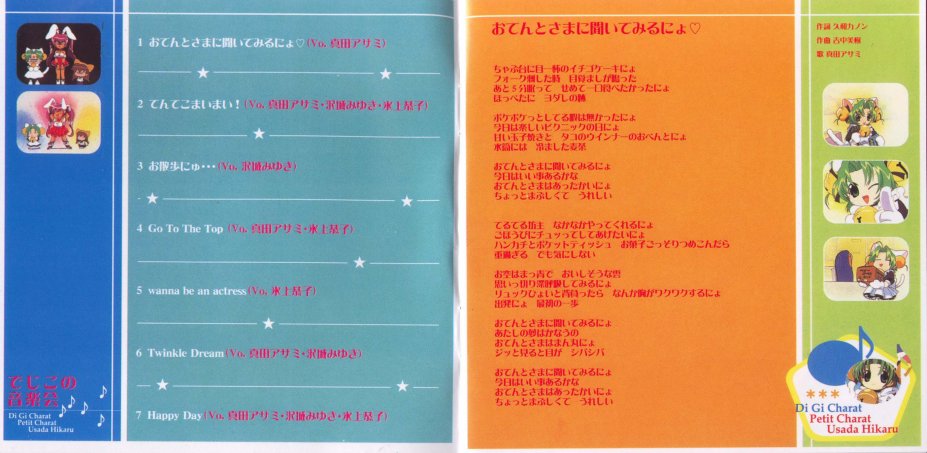 1 おてんとさまに聞いてみるにょ♡(Vo. 真田アサミ)
2 てんてこまいまい！(Vo. 真田アサミ・沢城みゆき・氷上恭子)
3 お散歩にゅ・・・(Vo. 沢城みゆき)
4 Go To The Top (Vo. 真田アサミ・氷上恭子)
5 wanna be an actress(Vo. 氷上恭子)
6 Twinkle Dream(Vo. 真田アサミ・沢城みゆき)
7 Happy Day(Vo. 真田アサミ・沢城みゆき・氷上恭子)
でじこの
音楽会
Di Gi Charat
Petit Charat
Usada Hikaru
おてんとさまに聞いてみるにょ♡
作詞 久樹カノン
作曲 吉中美樹
歌 真田アサミ
ちゃぶ台に目一杯のイチゴケーキにょ
フォーク刺した時 目覚ましが鳴った
あと５分眠って せめて一口食べたかったにょ
ほっぺたに ヨダレの跡
ボケボケっとしてる暇は無かったにょ
今日は楽しいピクニックの日にょ
甘い玉子焼きと タコのウインナーのおべんとにょ
水筒には 冷ました麦茶
おてんとさまに聞いてみるにょ
今日はいい事あるかな
おてんとさまはあったかいにょ
ちょっとまぶしくて うれしい
てるてる坊主 なかなかやってくれるにょ
ごほうびにチュッってしてあげたいにょ
ハンカチとポケットティッシュ お菓子ごっそりつめこんだら
重過ぎる でも気にしない
お空はまっ青で おいしそうな雲
思いっ切り深呼吸してみるにょ
リュックひょいと背負ったら なんか胸がワクワクするにょ
出発にょ 最初の一歩
おてんとさまに聞いてみるにょ
あたしの夢はかなうの
おてんとさまはまん丸にょ
ジッと見ると目が シパシパ
おてんとさまに聞いてみるにょ
今日はいい事あるかな
おてんとさまはあったかいにょ
ちょっとまぶしくて うれしい
Di Gi Charat
Petit Charat
Usada Hikaru